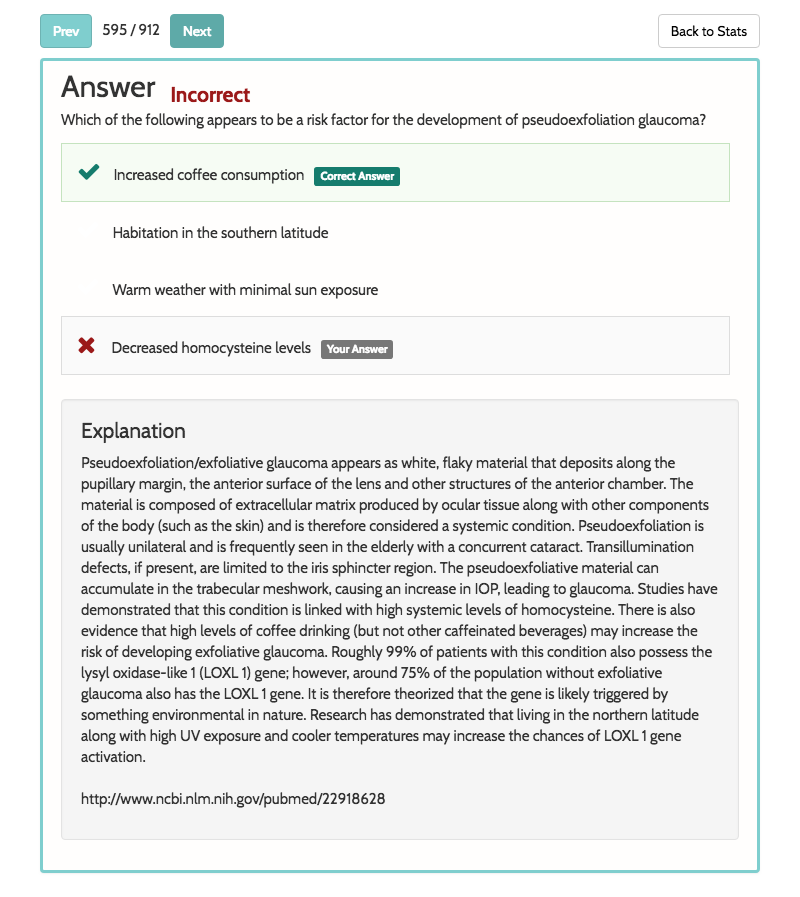 Prev 595 / 912 Next Back to Stats
Answer Incorrect
Which of the following appears to be a risk factor for the development of pseudoexfoliation glaucoma?
Increased coffee consumption Correct Answer
Habitation in the southern latitude
Warm weather with minimal sun exposure
Decreased homocysteine levels Your Answer
Explanation
Pseudoexfoliation/exfoliative glaucoma appears as white, flaky material that deposits along the
pupillary margin, the anterior surface of the lens and other structures of the anterior chamber. The
material is composed of extracellular matrix produced by ocular tissue along with other components
of the body (such as the skin) and is therefore considered a systemic condition. Pseudoexfoliation is
usually unilateral and is frequently seen in the elderly with a concurrent cataract. Transillumination
defects, if present, are limited to the iris sphincter region. The pseudoexfoliative material can
accumulate in the trabecular meshwork, causing an increase in IOP, leading to glaucoma. Studies have
demonstrated that this condition is linked with high systemic levels of homocysteine. There is also
evidence that high levels of coffee drinking (but not other caffeinated beverages) may increase the
risk of developing exfoliative glaucoma. Roughly 99% of patients with this condition also possess the
lysyl oxidase-like 1 (LOXL 1) gene; however, around 75% of the population without exfoliative
glaucoma also has the LOXL 1 gene. It is therefore theorized that the gene is likely triggered by
something environmental in nature. Research has demonstrated that living in the northern latitude
along with high UV exposure and cooler temperatures may increase the chances of LOXL 1 gene
activation.
http://www.ncbi.nlm.nih.gov/pubmed/22918628